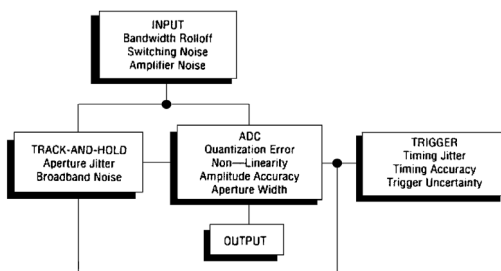 INPUT
Bandwidth Rolloff
Switching Noise
Amplifier Noise
TRACK-AND-HOLD
Aperture Jitter
Broadband Noise
ADC
Quantization Error
Non—Linearity
Amplitude Accuracy
Aperture Width
TRIGGER
Timing Jitter
Timing Accuracy
Trigger Uncertainty
OUTPUT